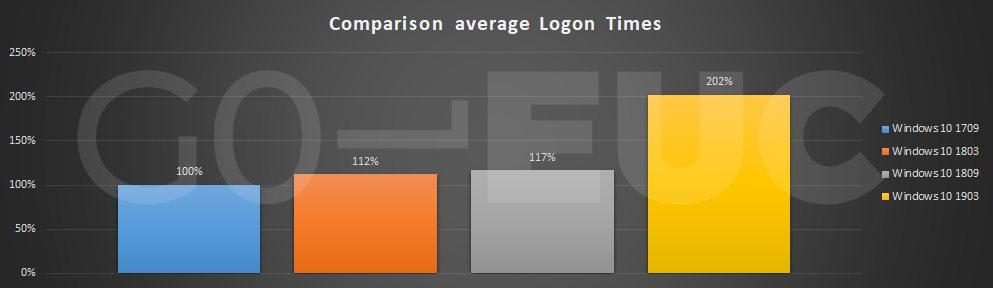 Comparison average Logon Times
250%
200%
150%
100%
50%
0%
100%
112%
117%
202%
Windows 10 1709
Windows 10 1803
Windows 10 1809
Windows 10 1903
GO-EUC